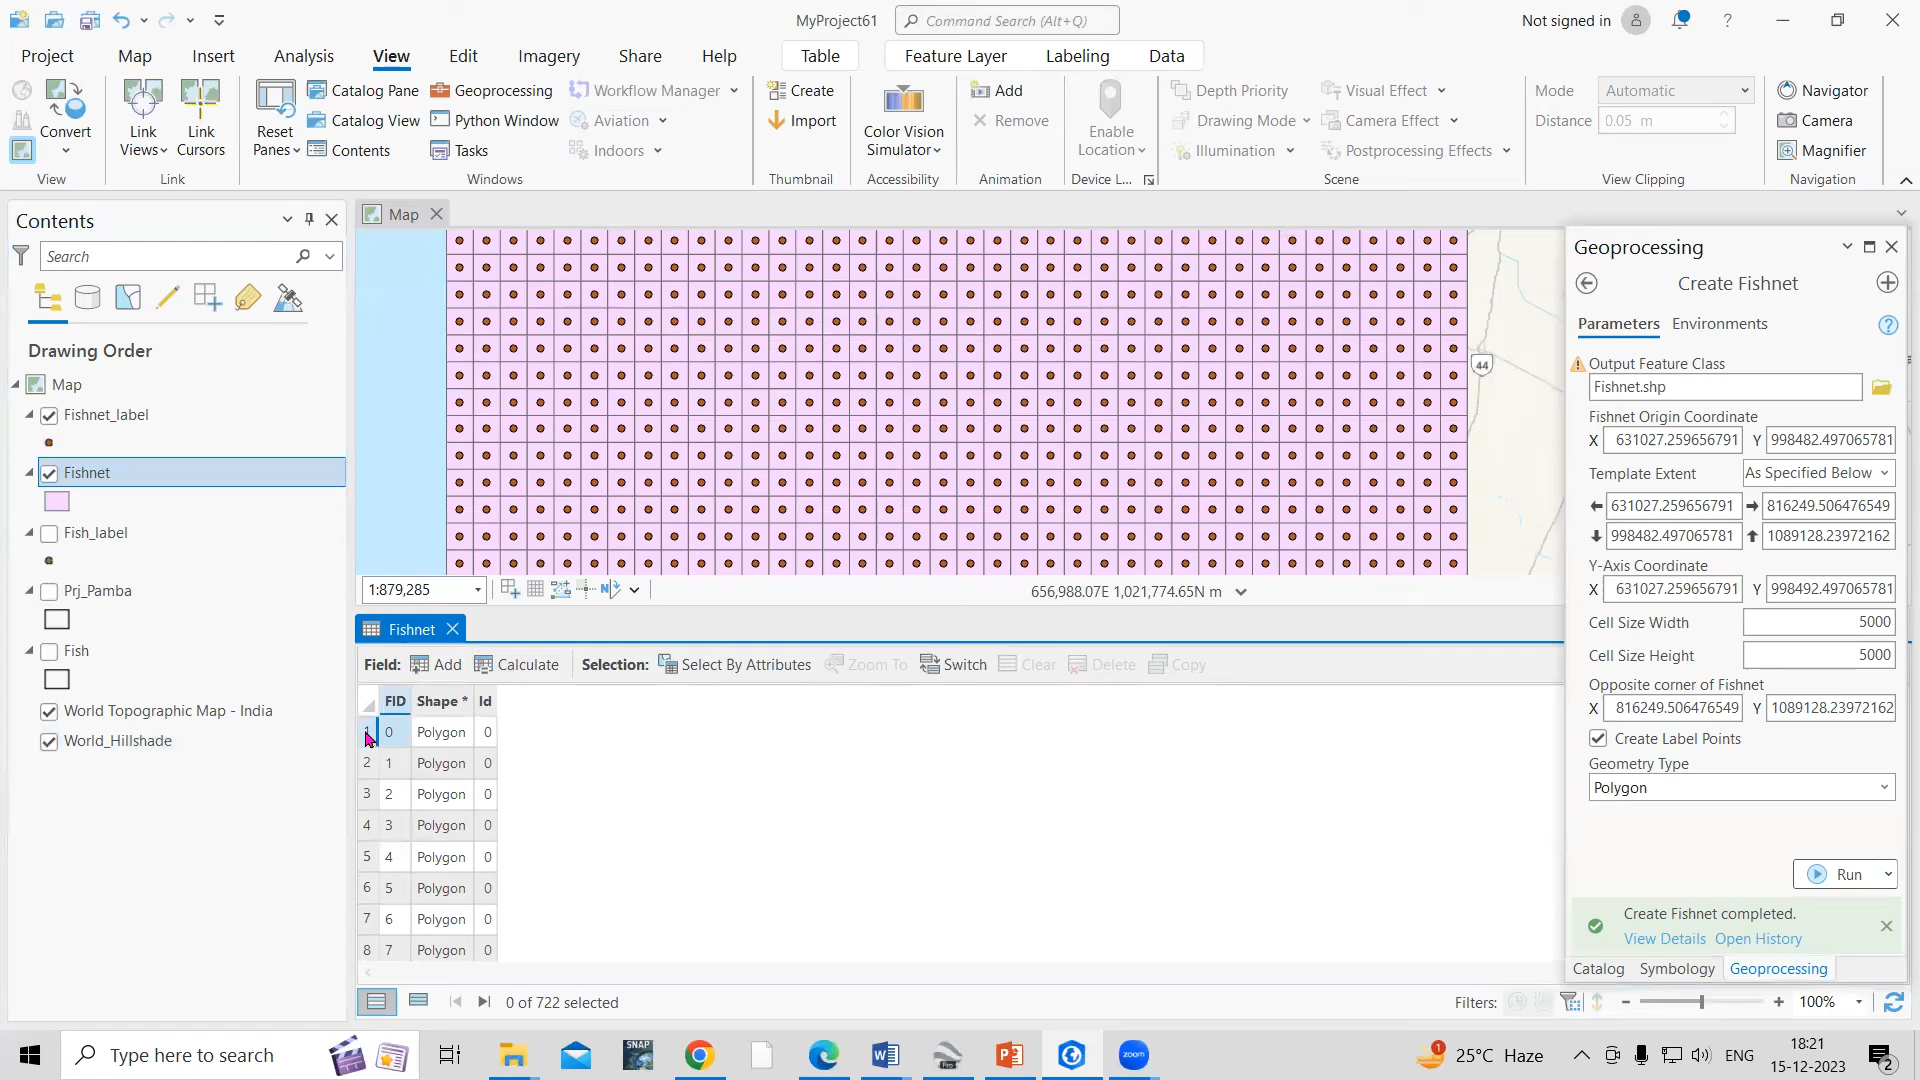 MyProject61
Command Search (Alt+Q)
Not signed in
?
Project
Map
Insert
Analysis
View
Edit
Imagery
Share
Help
Table
Feature Layer
Labeling
Data
Convert
View
Link Views
Link Cursors
Link
Reset Panes
Catalog Pane
Catalog View
Contents
Geoprocessing
Python Window
Tasks
Windows
Workflow Manager
Aviation
Indoors
Create
Import
Thumbnail
Color Vision Simulator
Accessibility
Add
Remove
Animation
Enable Location
Device L...
Depth Priority
Drawing Mode
Illumination
Visual Effect
Camera Effect
Postprocessing Effects
Scene
Mode Automatic
Distance 0.05 m
View Clipping
Navigator
Camera
Magnifier
Navigation
Contents
Search
Drawing Order
Map
Fishnet_label
Fishnet
Fish_label
Prj_Pamba
Fish
World Topographic Map - India
World_Hillshade
Map
44
1:879,285
656,988.07E 1,021,774.65N m
Fishnet
Field: Add Calculate Selection: Select By Attributes Zoom To Switch Clear Delete Copy
FID Shape * Id
1 0 Polygon 0
2 1 Polygon 0
3 2 Polygon 0
4 3 Polygon 0
5 4 Polygon 0
6 5 Polygon 0
7 6 Polygon 0
8 7 Polygon 0
0 of 722 selected
Filters:
100%
Geoprocessing
Create Fishnet
Parameters Environments
Output Feature Class
Fishnet.shp
Fishnet Origin Coordinate
X 631027.259656791 Y 998482.497065781
Template Extent As Specified Below
631027.259656791 816249.506476549
998482.497065781 1089128.23972162
Y-Axis Coordinate
X 631027.259656791 Y 998492.497065781
Cell Size Width 5000
Cell Size Height 5000
Opposite corner of Fishnet
X 816249.506476549 Y 1089128.23972162
Create Label Points
Geometry Type
Polygon
Run
Create Fishnet completed.
View Details Open History
Catalog Symbology Geoprocessing
Type here to search
SNAP
Pro
zoom
1
25°C Haze
ENG
18:21
15-12-2023
2